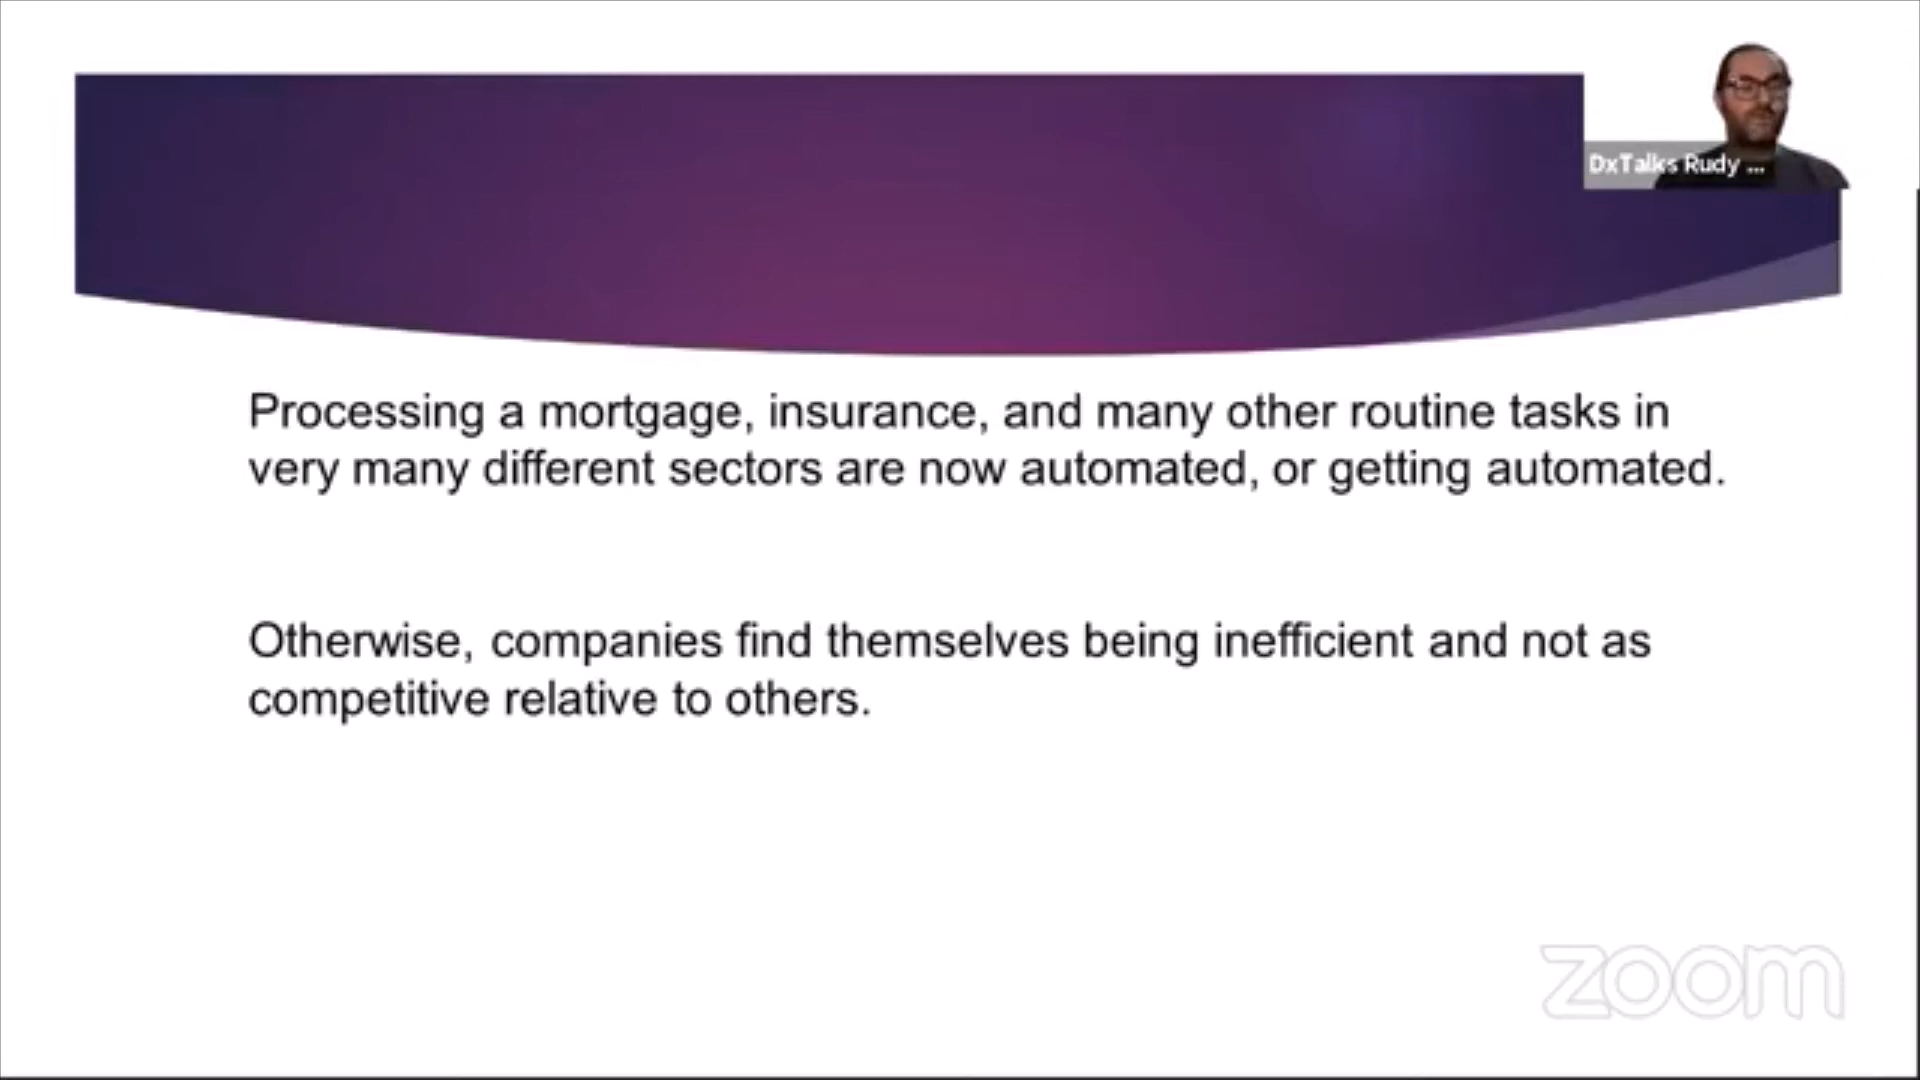 DxTalks Rudy ...
Processing a mortgage, insurance, and many other routine tasks in
very many different sectors are now automated, or getting automated.
Otherwise, companies find themselves being inefficient and not as
competitive relative to others.
zoom